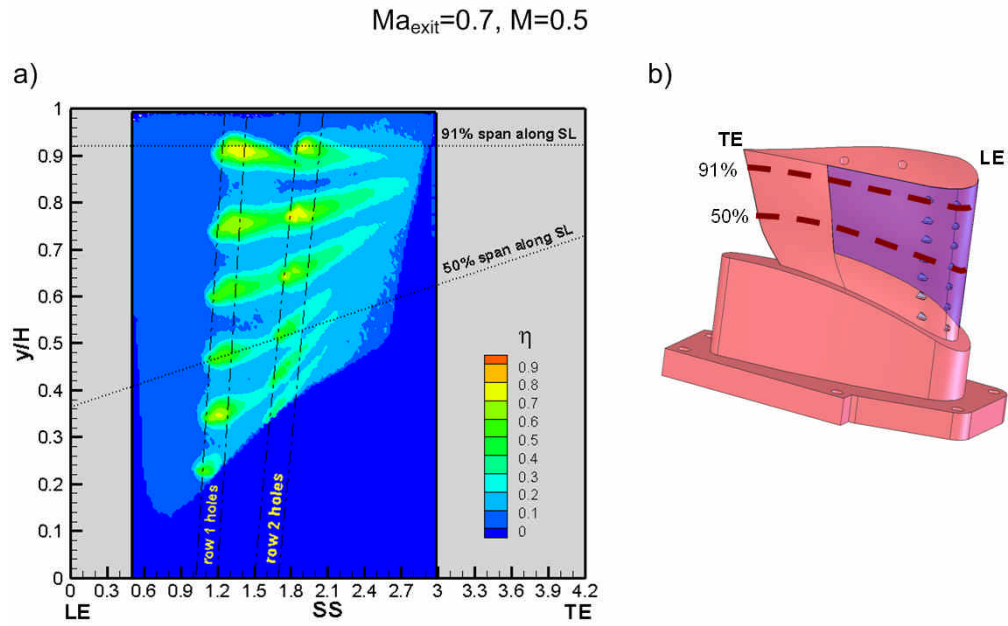 Ma_exit=0.7, M=0.5
a)
1
0.9
0.8
0.7
0.6
0.5
0.4
0.3
0.2
0.1
0
y/H
91% span along SL
50% span along SL
η
0.9
0.8
0.7
0.6
0.5
0.4
0.3
0.2
0.1
0
row 1 holes
row 2 holes
0 0.3 0.6 0.9 1.2 1.5 1.8 2.1 2.4 2.7 3 3.3 3.6 3.9 4.2
LE SS TE
b)
TE
LE
91%
50%